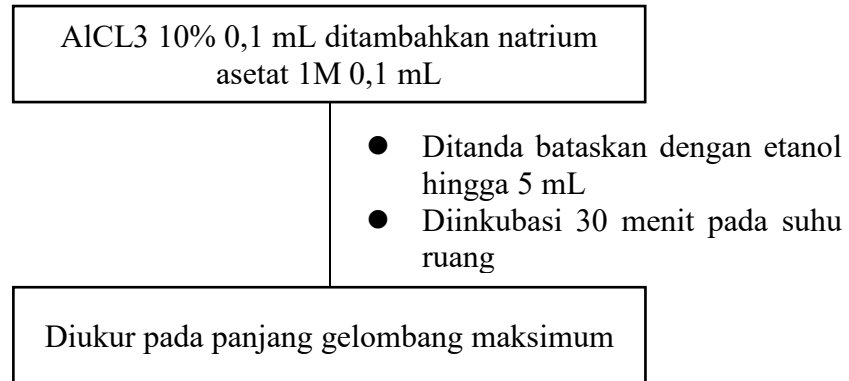 AlCL3 10% 0,1 mL ditambahkan natrium
asetat 1M 0,1 mL
● Ditanda bataskan dengan etanol
hingga 5 mL
● Diinkubasi 30 menit pada suhu
ruang
Diukur pada panjang gelombang maksimum